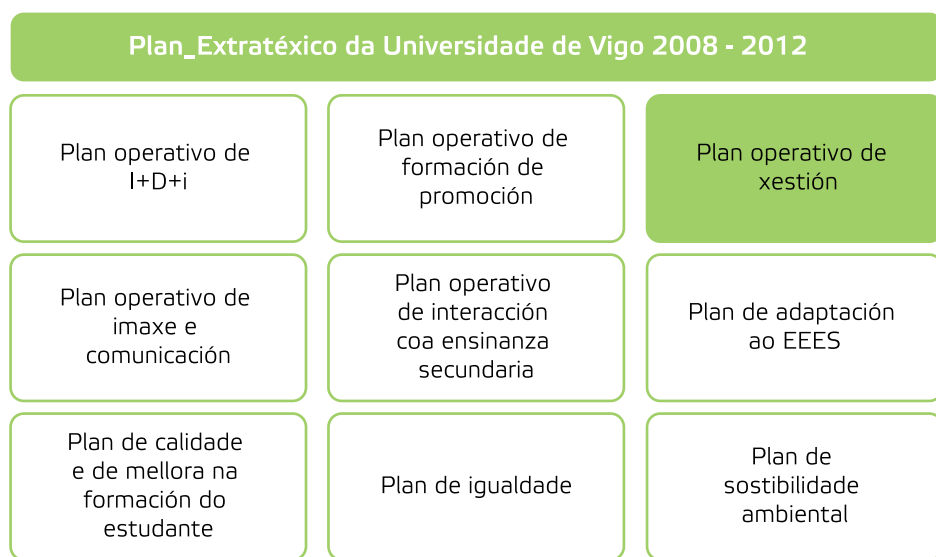 Plan_Extratéxico da Universidade de Vigo 2008 - 2012
Plan operativo de
I+D+i
Plan operativo de
formación de
promoción
Plan operativo de
xestión
Plan operativo de
imaxe e
comunicación
Plan operativo
de interacción
coa ensinanza
secundaria
Plan de adaptación
ao EEES
Plan de calidade
e de mellora na
formación do
estudante
Plan de igualdade
Plan de
sostibilidade
ambiental